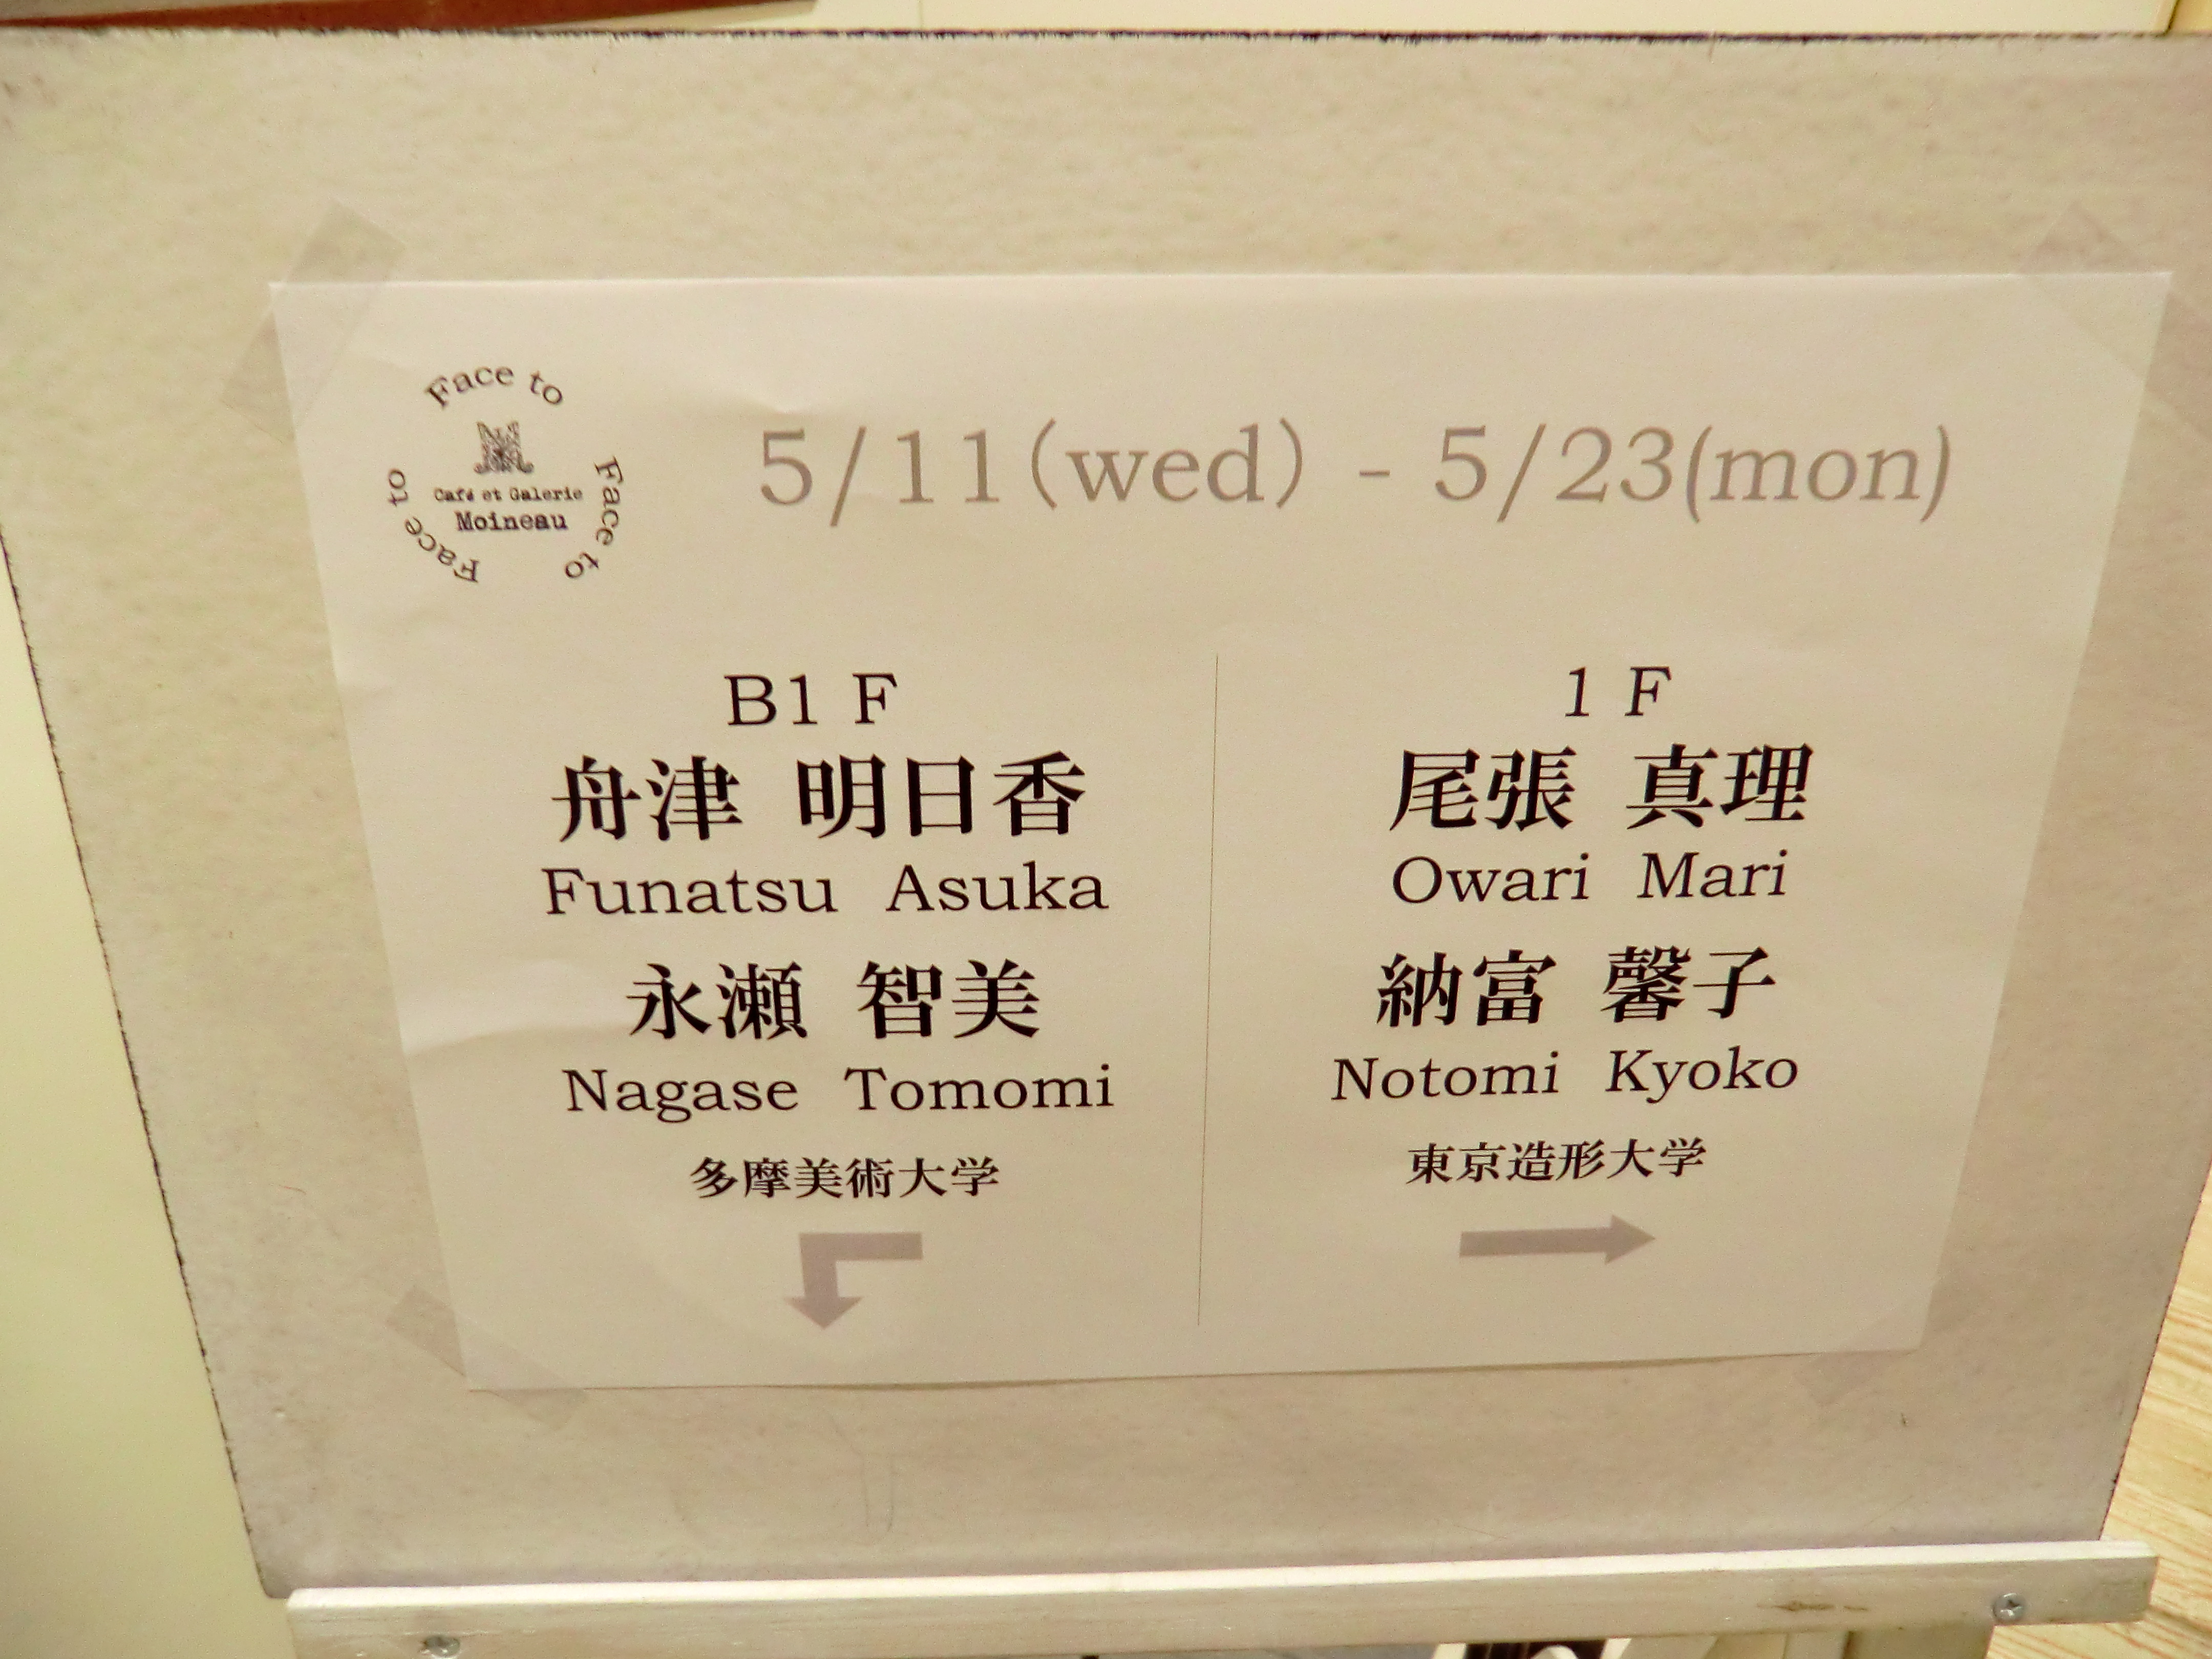 Face to Face to Face to
Café et Galerie
Moineau
5/11(wed) - 5/23(mon)
B1 F
舟津 明日香
Funatsu Asuka
永瀬 智美
Nagase Tomomi
多摩美術大学
1 F
尾張 真理
Owari Mari
納富 馨子
Notomi Kyoko
東京造形大学